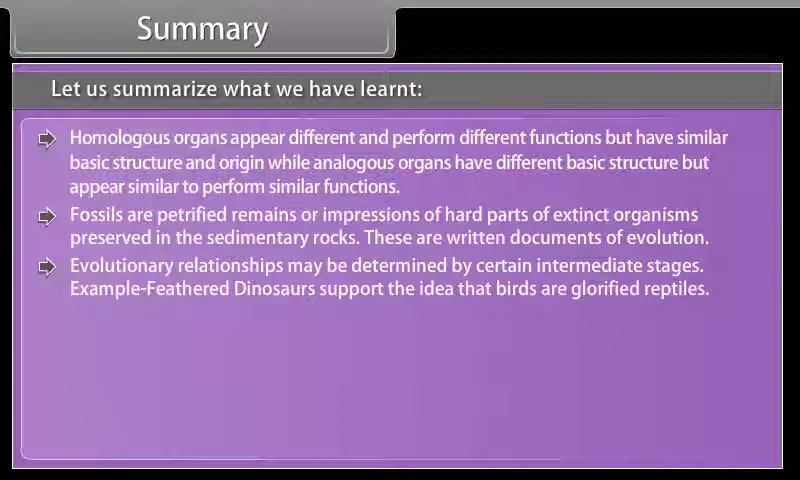 Summary
Let us summarize what we have learnt:
Homologous organs appear different and perform different functions but have similar
basic structure and origin while analogous organs have different basic structure but
appear similar to perform similar functions.
Fossils are petrified remains or impressions of hard parts of extinct organisms
preserved in the sedimentary rocks. These are written documents of evolution.
Evolutionary relationships may be determined by certain intermediate stages.
Example-Feathered Dinosaurs support the idea that birds are glorified reptiles.